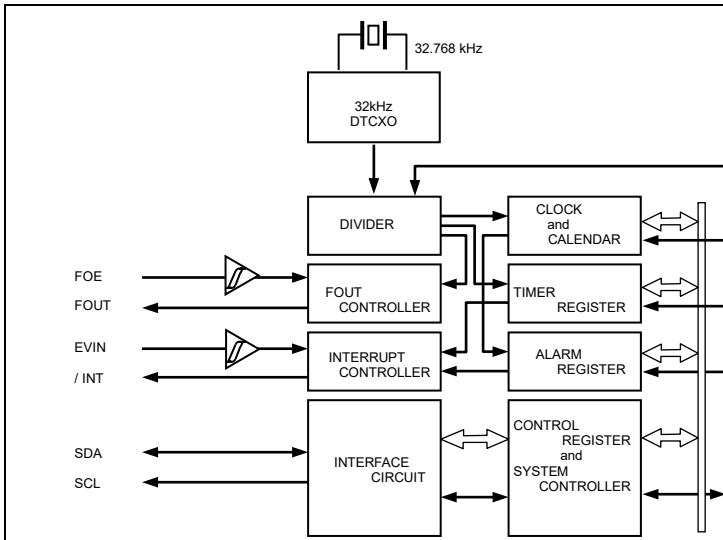 32.768 kHz
32kHz
DTCXO
DIVIDER
CLOCK
and
CALENDAR
FOE
FOUT
FOUT
CONTROLLER
TIMER
REGISTER
EVIN
/ INT
INTERRUPT
CONTROLLER
ALARM
REGISTER
SDA
SCL
INTERFACE
CIRCUIT
CONTROL
REGISTER
and
SYSTEM
CONTROLLER